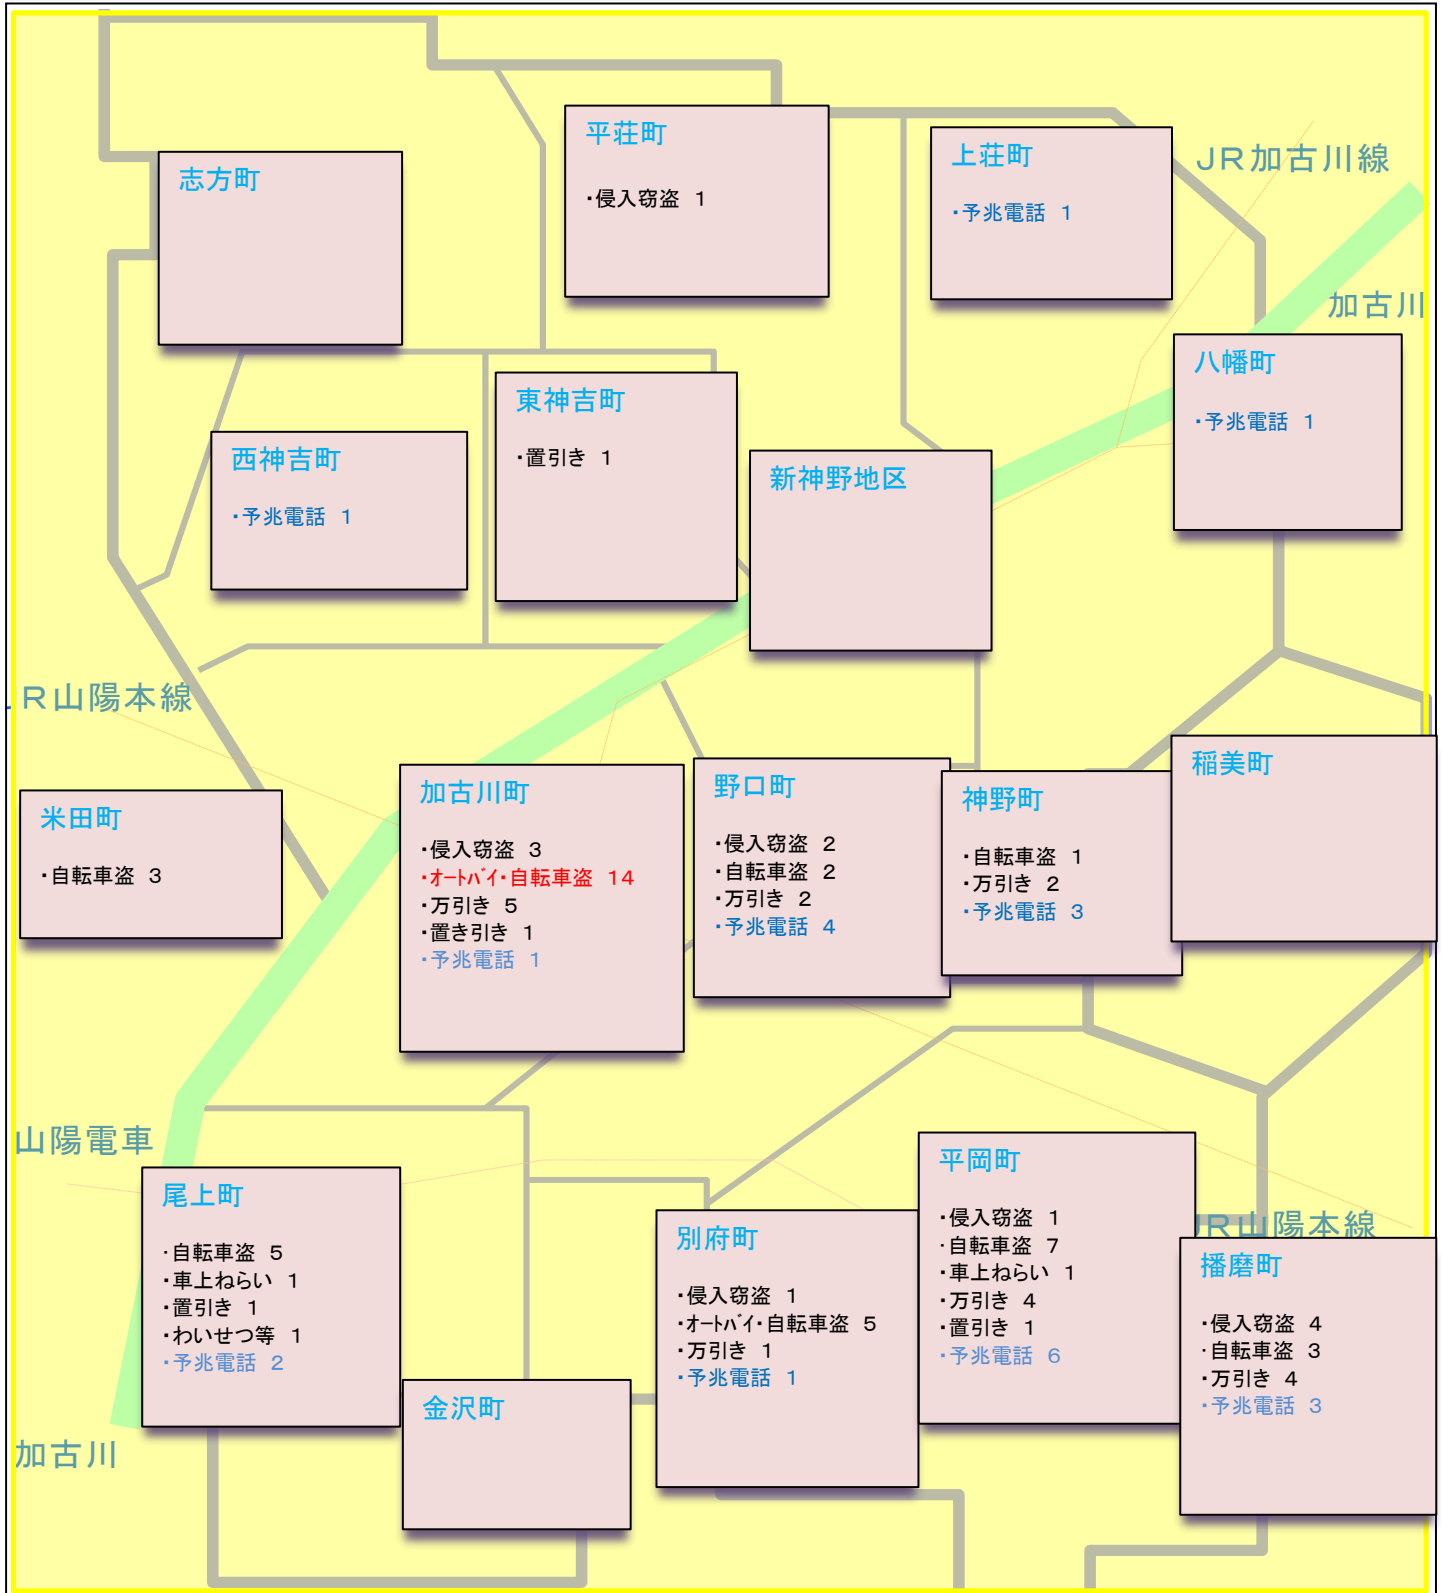 平荘町
・侵入窃盗 1
上荘町
・予兆電話 1
JR加古川線
志方町
加古川
八幡町
・予兆電話 1
東神吉町
・置引き 1
西神吉町
・予兆電話 1
新神野地区
JR山陽本線
稲美町
加古川町
・侵入窃盗 3
・オートバイ・自転車盗 14
・万引き 5
・置き引き 1
・予兆電話 1
野口町
・侵入窃盗 2
・自転車盗 2
・万引き 2
・予兆電話 4
神野町
・自転車盗 1
・万引き 2
・予兆電話 3
米田町
・自転車盗 3
山陽電車
尾上町
・自転車盗 5
・車上ねらい 1
・置引き 1
・わいせつ等 1
・予兆電話 2
平岡町
・侵入窃盗 1
・自転車盗 7
・車上ねらい 1
・万引き 4
・置引き 1
・予兆電話 6
JR山陽本線
別府町
・侵入窃盗 1
・オートバイ・自転車盗 5
・万引き 1
・予兆電話 1
播磨町
・侵入窃盗 4
・自転車盗 3
・万引き 4
・予兆電話 3
金沢町
加古川